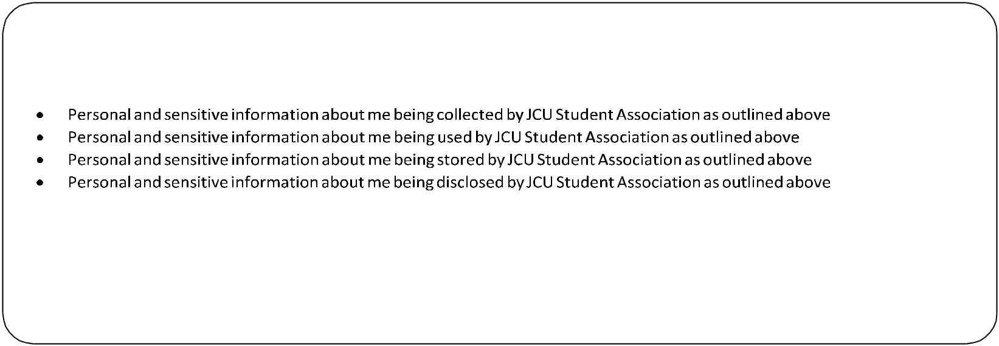 • Personal and sensitive information about me being collected by JCU Student Association as outlined above
• Personal and sensitive information about me being used by JCU Student Association as outlined above
• Personal and sensitive information about me being stored by JCU Student Association as outlined above
• Personal and sensitive information about me being disclosed by JCU Student Association as outlined above